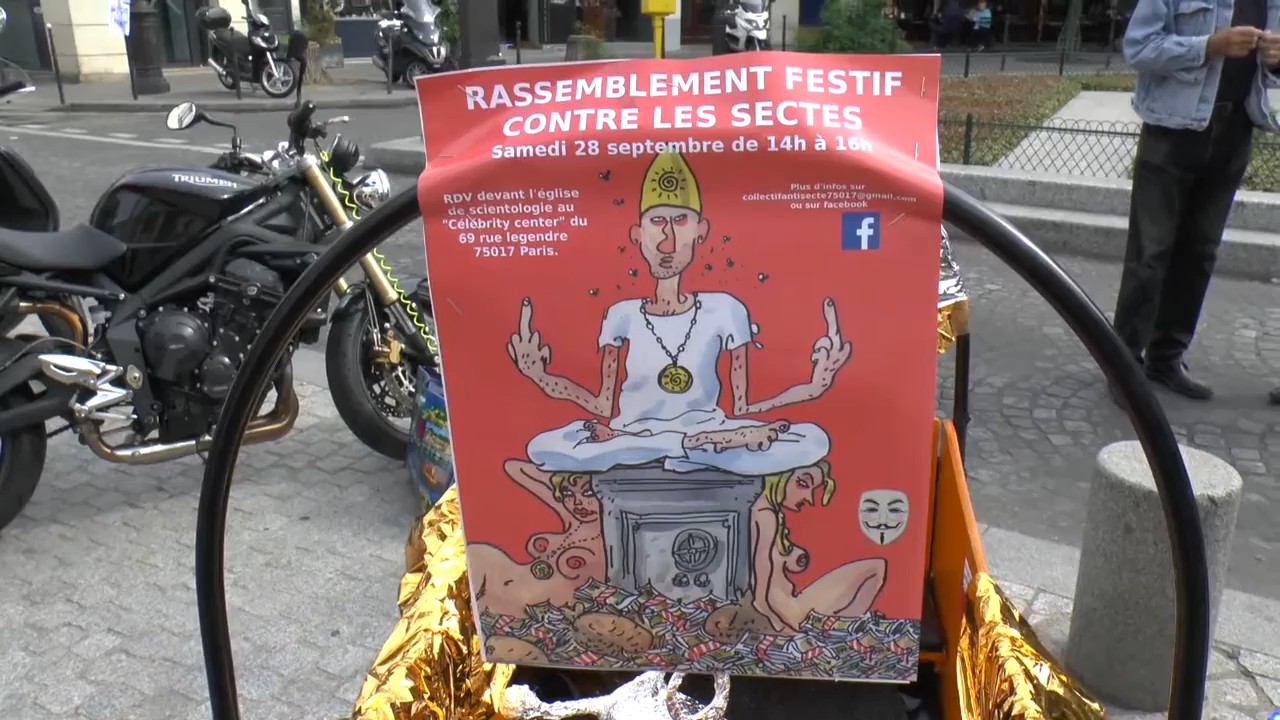 RASSEMBLEMENT FESTIF
CONTRE LES SECTES
Samedi 28 septembre de 14h à 16h
RDV devant l'église
de scientologie au
"Célébrity center" du
69 rue legendre
75017 Paris.
Plus d'infos sur
collectifantisecte75017@gmail.com
ou sur facebook
f
TRIUMPH